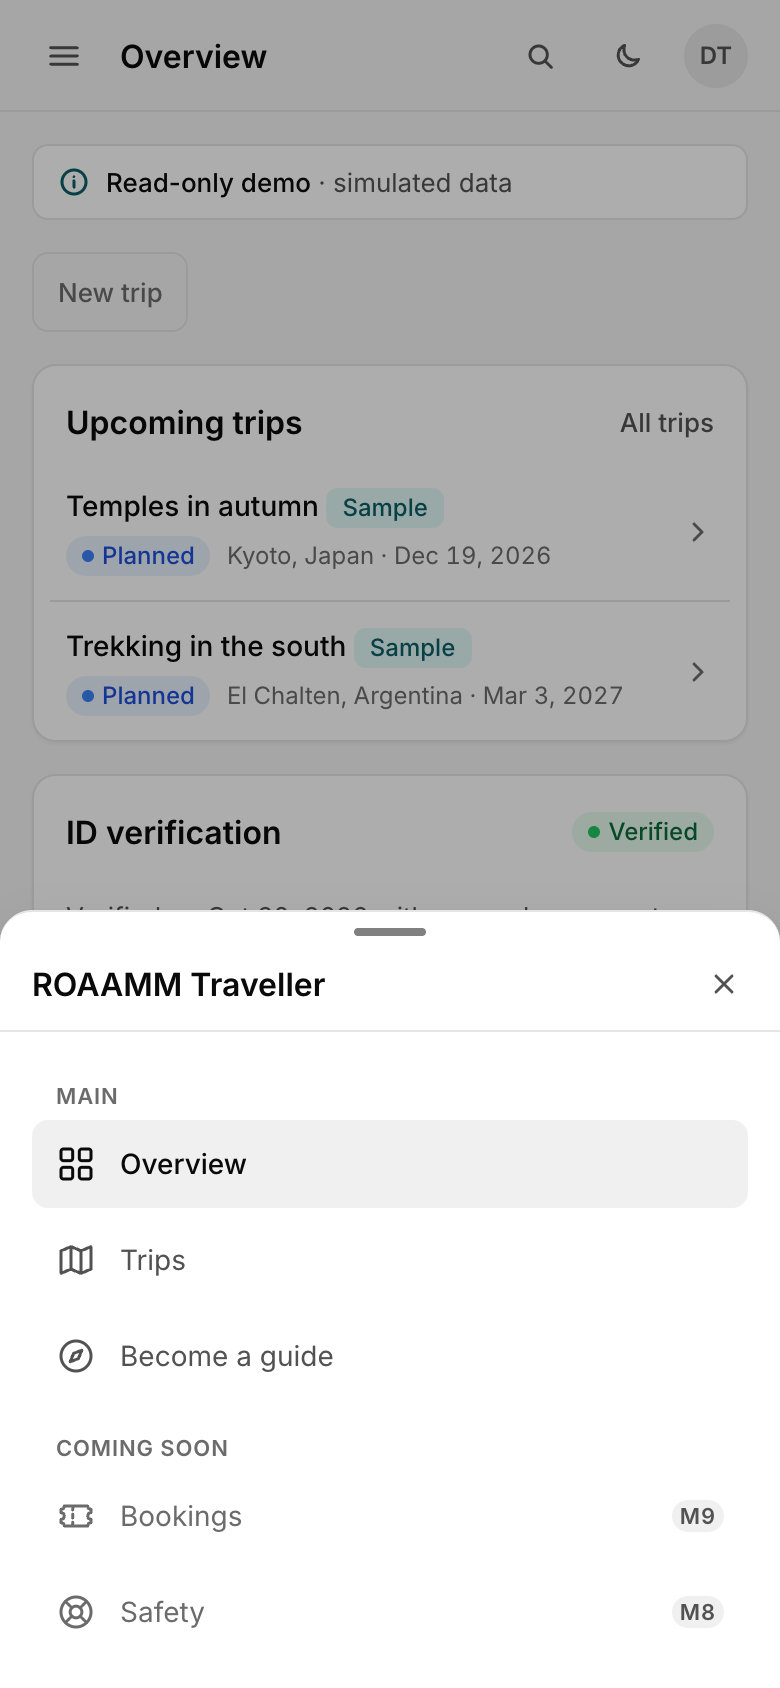 Overview
DT
Read-only demo · simulated data
New trip
Upcoming trips
All trips
Temples in autumn Sample
Planned Kyoto, Japan · Dec 19, 2026
Trekking in the south Sample
Planned El Chalten, Argentina · Mar 3, 2027
ID verification
Verified
ROAAMM Traveller
MAIN
Overview
Trips
Become a guide
COMING SOON
Bookings M9
Safety M8